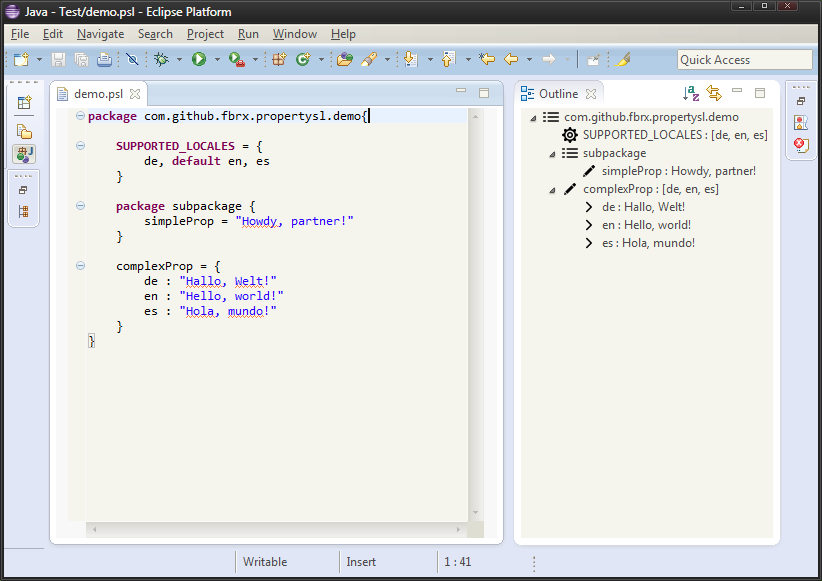 Java - Test/demo.psl - Eclipse Platform
File Edit Navigate Search Project Run Window Help
Quick Access
demo.psl
package com.github.fbrx.propertysl.demo{
SUPPORTED_LOCALES = {
de, default en, es
}
package subpackage {
simpleProp = "Howdy, partner!"
}
complexProp = {
de : "Hallo, Welt!"
en : "Hello, world!"
es : "Hola, mundo!"
}
}
Outline
com.github.fbrx.propertysl.demo
SUPPORTED_LOCALES : [de, en, es]
subpackage
simpleProp : Howdy, partner!
complexProp : [de, en, es]
de : Hallo, Welt!
en : Hello, world!
es : Hola, mundo!
Writable Insert 1 : 41